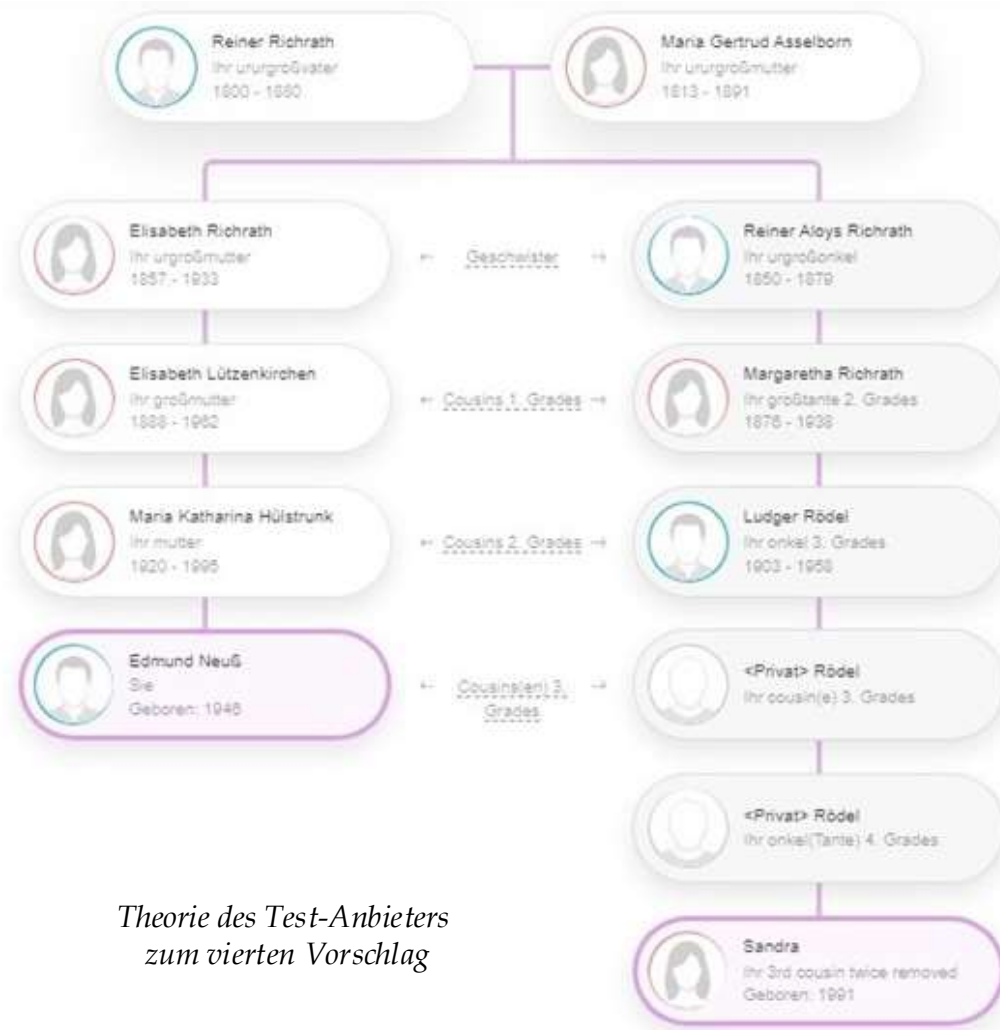 Reiner Richrath
Ihr ururgroßvater
1800 - 1880
Maria Gertrud Asselborn
Ihr ururgroßmutter
1813 - 1891
Elisabeth Richrath
Ihr urgroßmutter
1857 - 1933
← Geschwister →
Reiner Aloys Richrath
Ihr urgroßonkel
1850 - 1879
Elisabeth Lützenkirchen
Ihr großmutter
1888 - 1962
← Cousins 1. Grades →
Margaretha Richrath
Ihr großtante 2. Grades
1876 - 1938
Maria Katharina Hülstrunk
Ihr mutter
1920 - 1995
← Cousins 2. Grades →
Ludger Rödel
Ihr onkel 3. Grades
1903 - 1958
Edmund Neuß
Sie
Geboren: 1946
← Cousins(en) 3. →
Grades
<Privat> Rödel
Ihr cousin(e) 3. Grades
<Privat> Rödel
Ihr onkel(Tante) 4. Grades
Theorie des Test-Anbieters
zum vierten Vorschlag
Sandra
Ihr 3rd cousin twice removed
Geboren: 1991